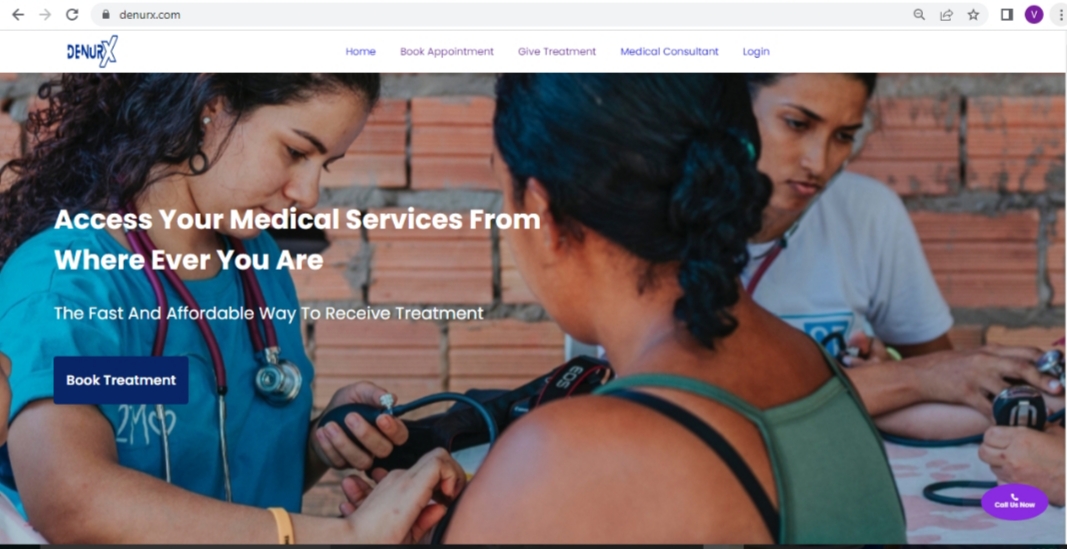 denurx.com
V
DENURX
Home Book Appointment Give Treatment Medical Consultant Login
Access Your Medical Services From
Where Ever You Are
The Fast And Affordable Way To Receive Treatment
Book Treatment
EOS
Call Us Now